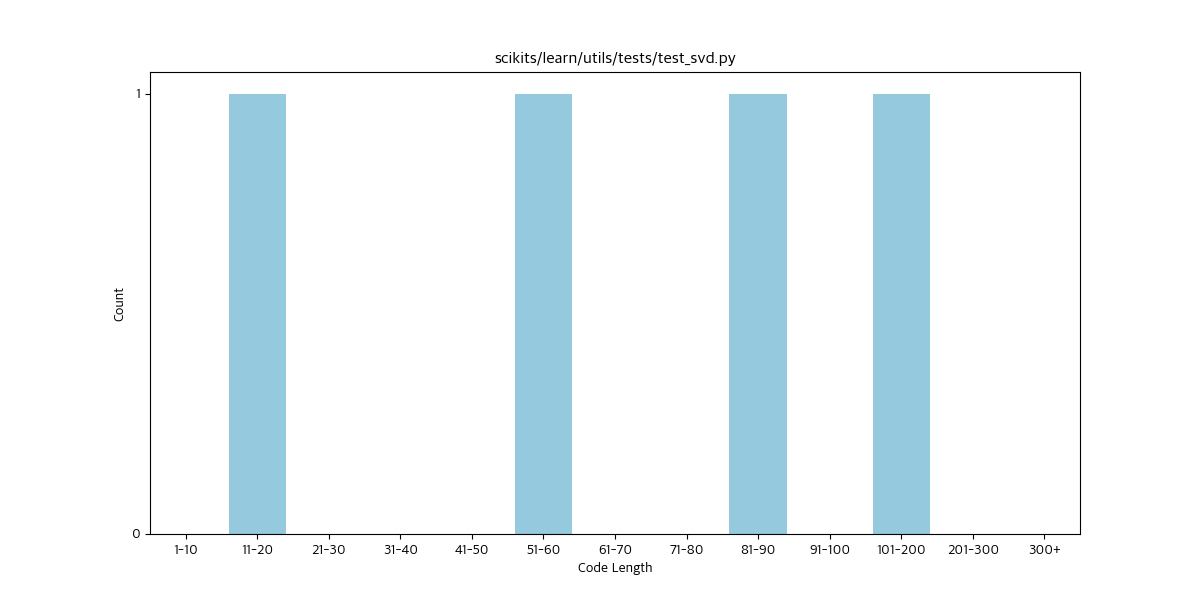 scikits/learn/utils/tests/test_svd.py
1
Count
0
1-10 11-20 21-30 31-40 41-50 51-60 61-70 71-80 81-90 91-100 101-200 201-300 300+
Code Length